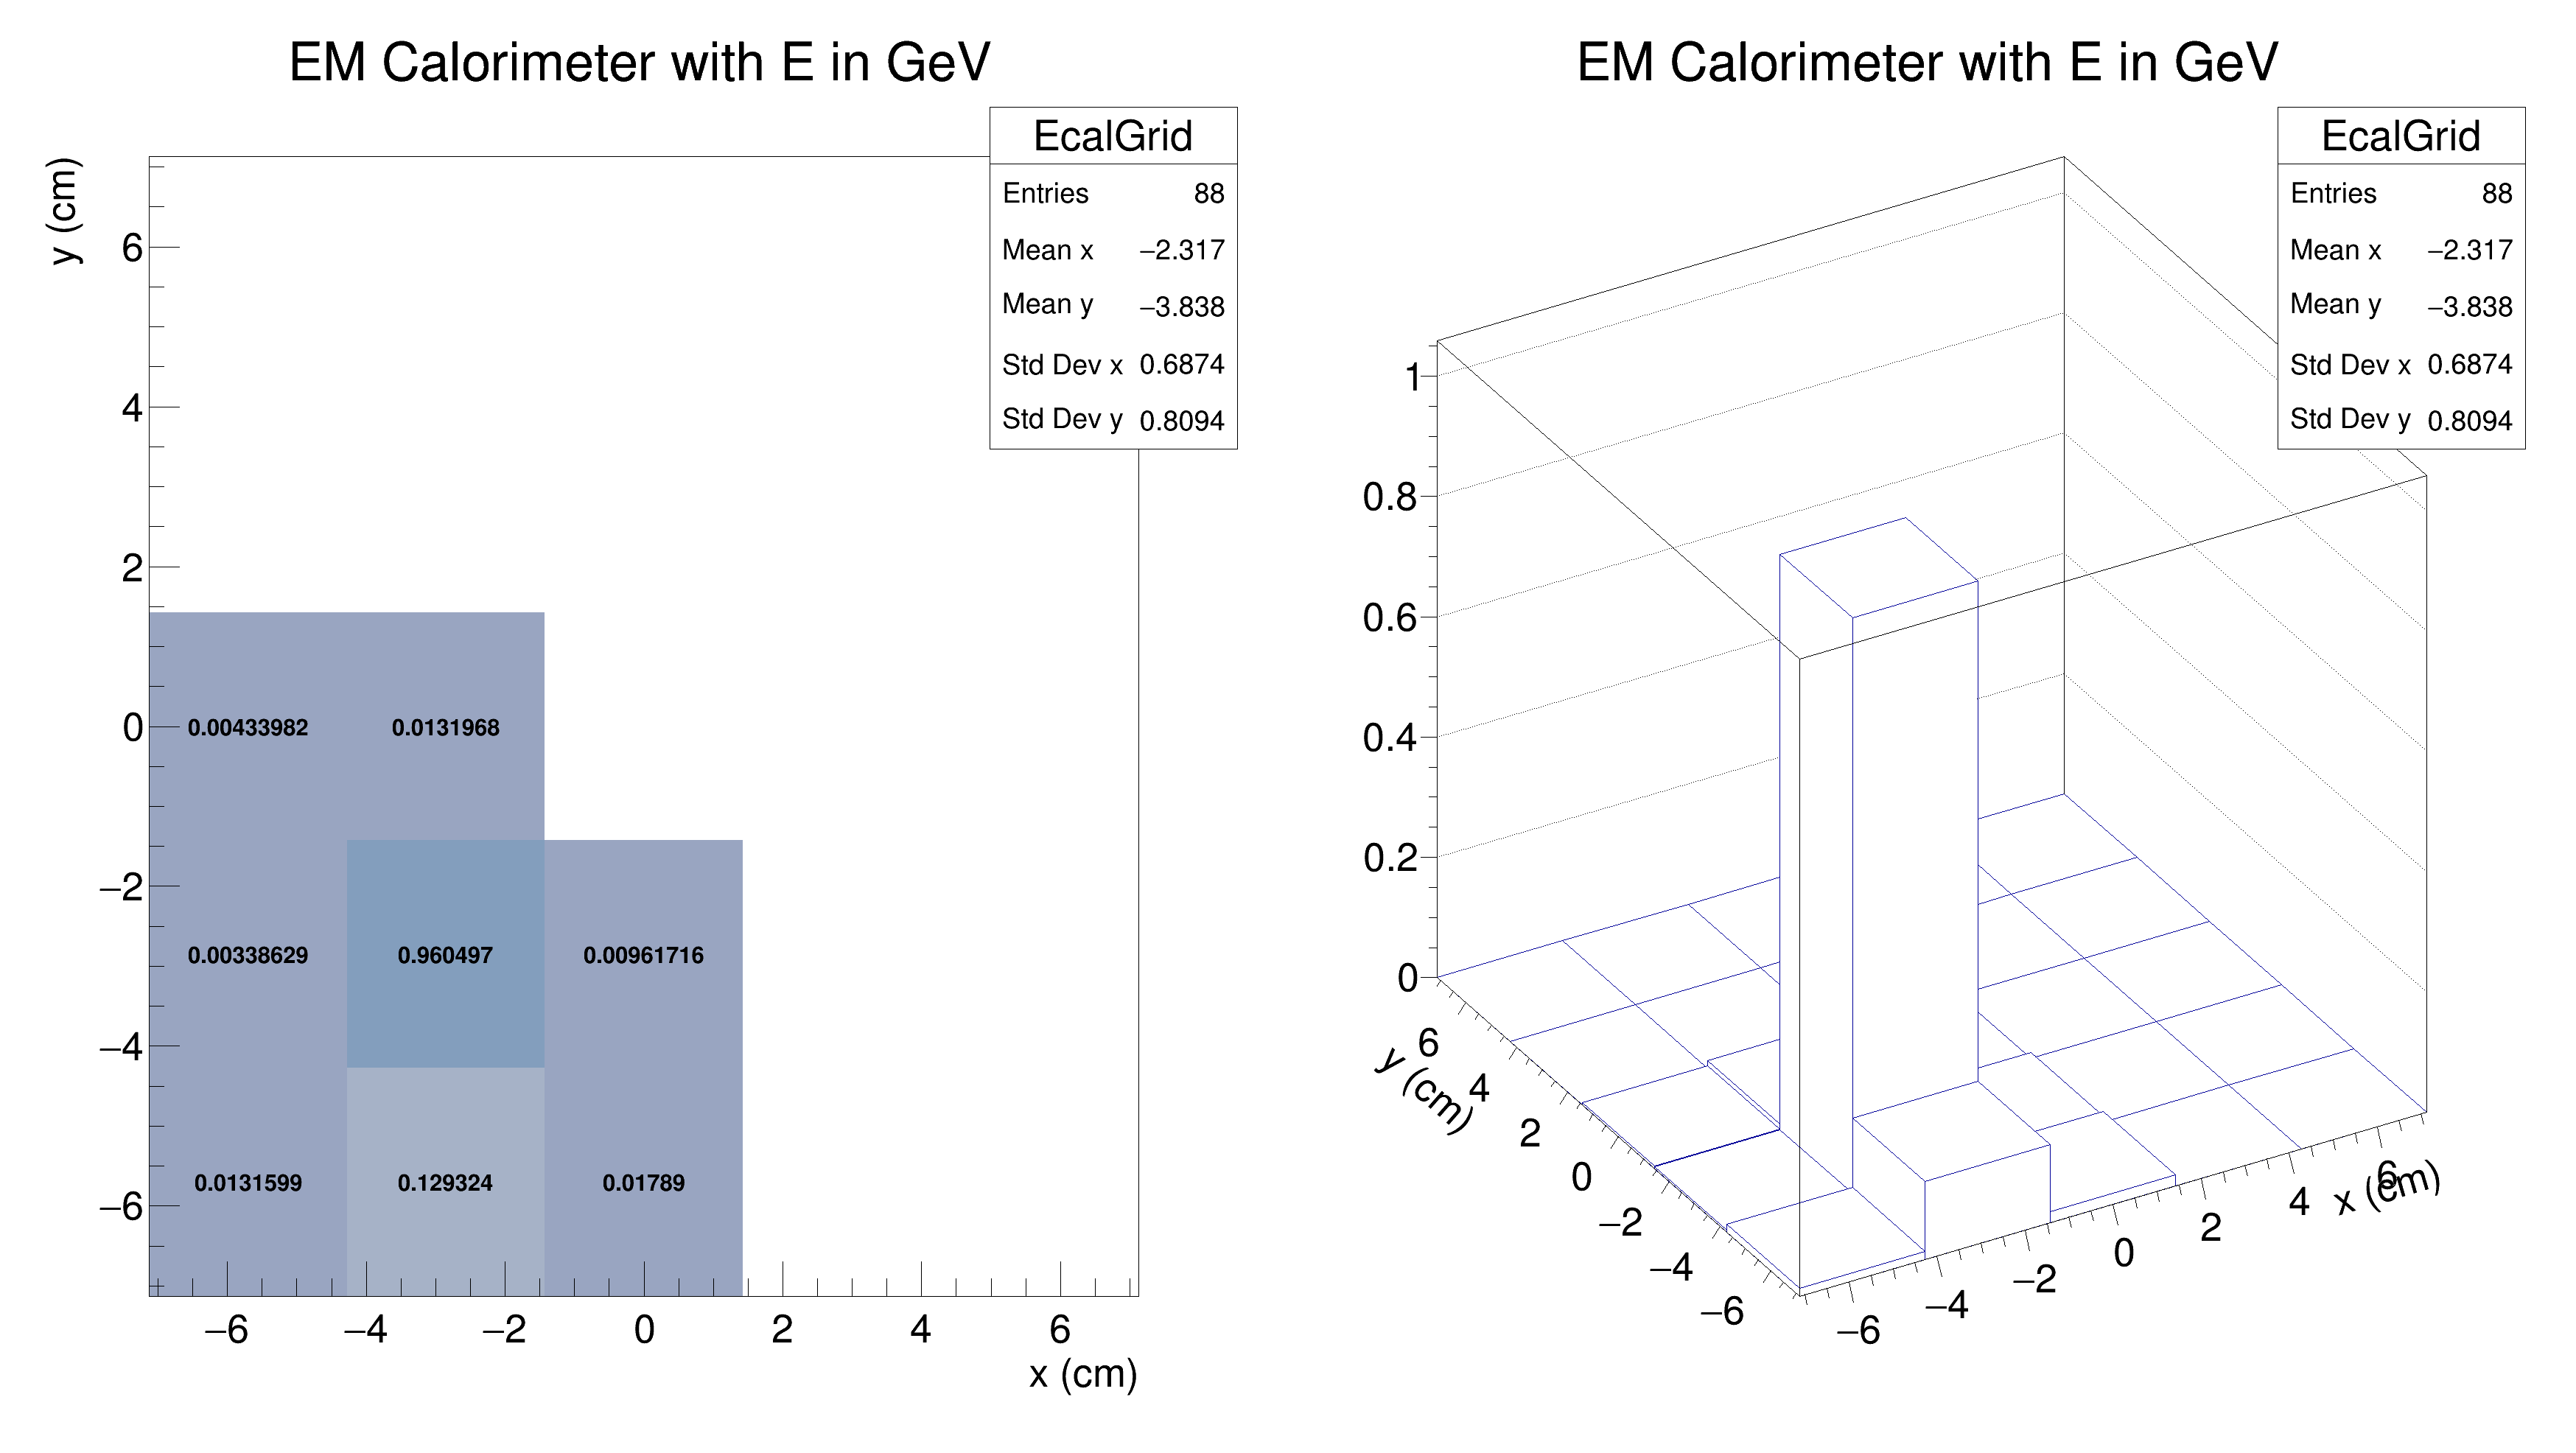 EM Calorimeter with E in GeV
EcalGrid
Entries 88
Mean x −2.317
Mean y −3.838
Std Dev x 0.6874
Std Dev y 0.8094
y (cm)
6
4
2
0
−2
−4
−6
0.00433982 0.0131968
0.00338629 0.960497 0.00961716
0.0131599 0.129324 0.01789
−6 −4 −2 0 2 4 6
x (cm)
EM Calorimeter with E in GeV
EcalGrid
Entries 88
Mean x −2.317
Mean y −3.838
Std Dev x 0.6874
Std Dev y 0.8094
1
0.8
0.6
0.4
0.2
0
6
4
2
0
−2
−4
−6
y (cm)
−6
−4
−2
0
2
4
6
x (cm)